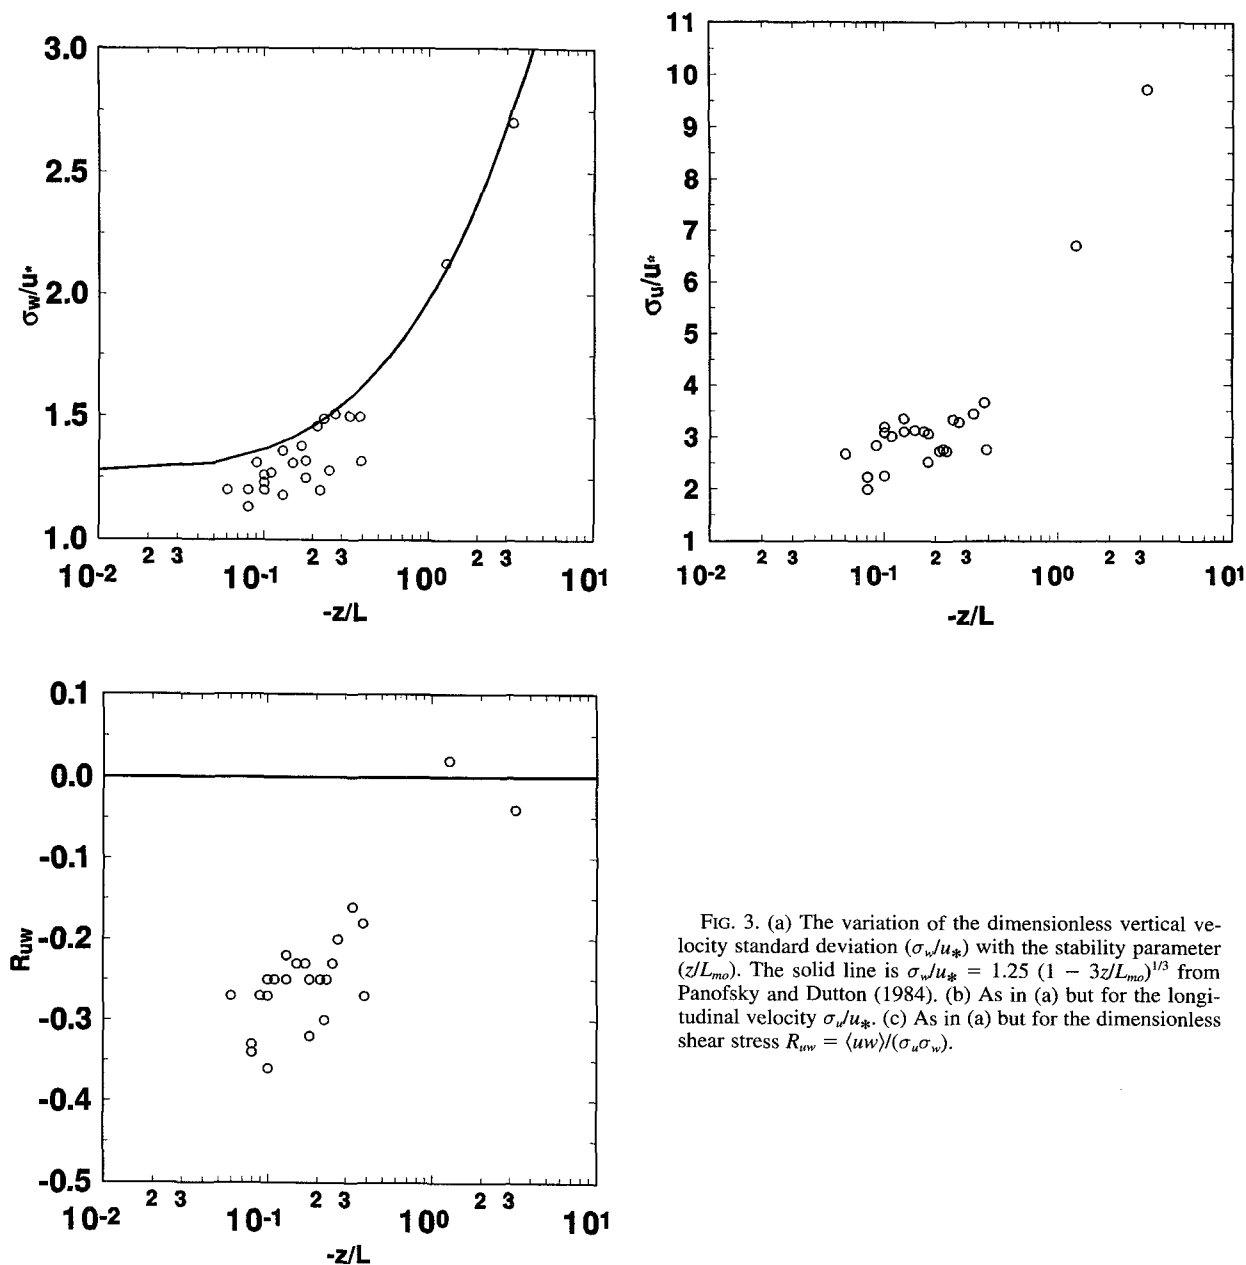 3.0
2.5
2.0
1.5
1.0
σw/u*
10-2 2 3 10-1 2 3 100 2 3 101
-z/L
11
10
9
8
7
6
5
4
3
2
1
σu/u*
10-2 2 3 10-1 2 3 100 2 3 101
-z/L
0.1
0.0
-0.1
-0.2
-0.3
-0.4
-0.5
Ruw
10-2 2 3 10-1 2 3 100 2 3 101
-z/L
FIG. 3. (a) The variation of the dimensionless vertical ve-
locity standard deviation (σw/u*) with the stability parameter
(z/Lmo). The solid line is σw/u* = 1.25 (1 − 3z/Lmo)1/3 from
Panofsky and Dutton (1984). (b) As in (a) but for the longi-
tudinal velocity σu/u*. (c) As in (a) but for the dimensionless
shear stress Ruw = ⟨uw⟩/(σuσw).